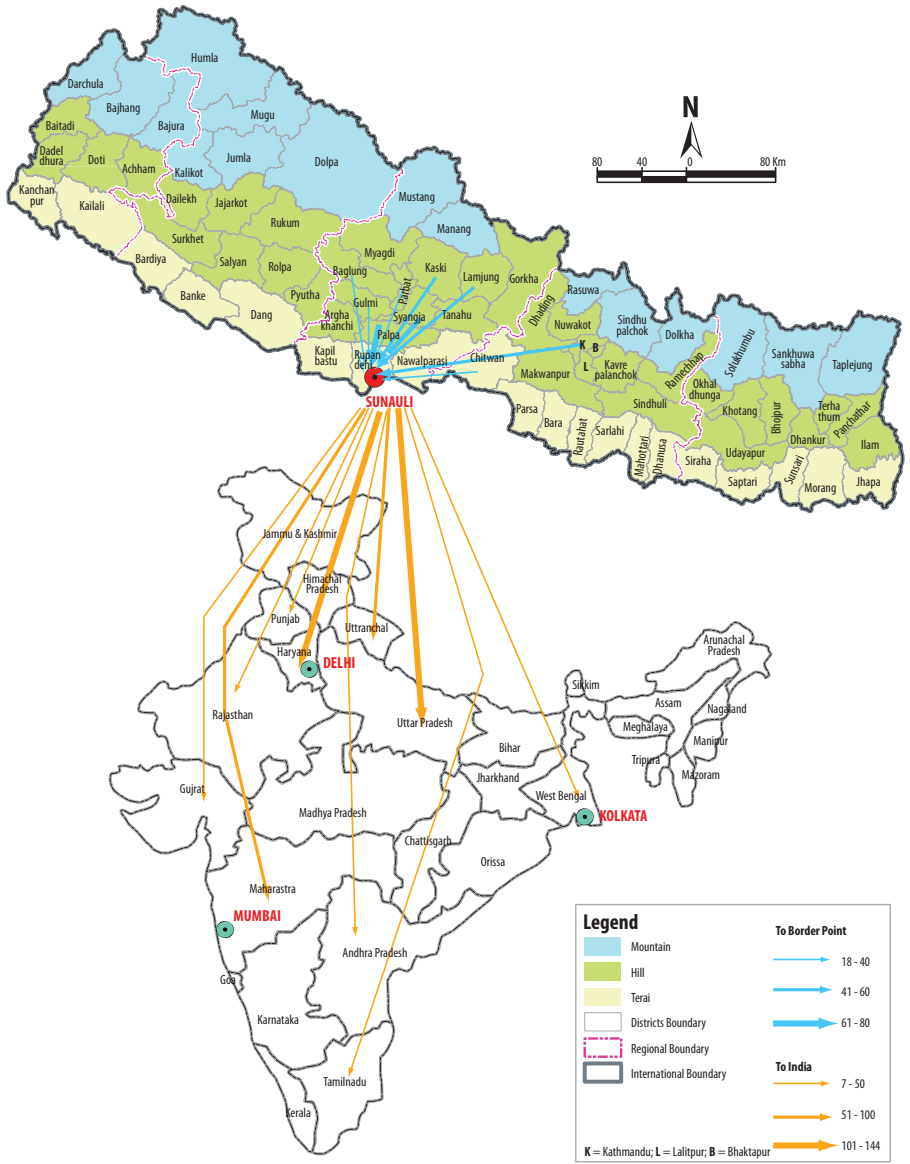 Humla
Darchula
Bajhang
Mugu
Baitadi
Bajura
Dadel
dhura
Doti
Jumla
Dolpa
Achham
Kalikot
Kanchan
pur
Kailali
Dailekh
Jajarkot
Mustang
Rukum
Manang
Surkhet
Myagdi
Bardiya
Salyan
Rolpa
Baglung
Kaski
Lamjung
Gorkha
Parbat
Banke
Pyutha
Gulmi
Dang
Argha
khanchi
Syangja
Tanahu
Dhading
Rasuwa
Palpa
Nuwakot
Sindhu
palchok
Dolkha
Solukhumbu
Kapil
bastu
Rupan
dehi
Nawalparasi
Chitwan
K
B
L
Makwanpur
Kavre
palanchok
Ramechhap
Sankhuwa
sabha
Taplejung
Okhal
dhunga
Sindhuli
Khotang
Bhojpur
Terha
thum
Panchathar
Parsa
Bara
Rautahat
Sarlahi
Mahottari
Dhanusa
Siraha
Udayapur
Dhankur
Ilam
Saptari
Sunsari
Morang
Jhapa
N
80
40
0
80 Km
SUNAULI
Jammu & Kashmir
Himachal
Pradesh
Punjab
Uttranchal
Haryana
DELHI
Rajasthan
Uttar Pradesh
Sikkim
Arunachal
Pradesh
Assam
Nagaland
Meghalaya
Manipur
Tripura
Mazoram
Bihar
Jharkhand
Gujrat
West Bengal
KOLKATA
Madhya Pradesh
Chattisgarh
Orissa
Maharastra
MUMBAI
Andhra Pradesh
Goa
Karnataka
Tamilnadu
Kerala
Legend
Mountain
Hill
Terai
Districts Boundary
Regional Boundary
International Boundary
To Border Point
18 - 40
41 - 60
61 - 80
To India
7 - 50
51 - 100
101 - 144
K = Kathmandu; L = Lalitpur; B = Bhaktapur